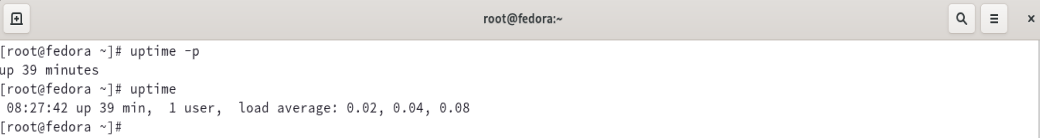 root@fedora:~
[root@fedora ~]# uptime -p
up 39 minutes
[root@fedora ~]# uptime
 08:27:42 up 39 min,  1 user,  load average: 0.02, 0.04, 0.08
[root@fedora ~]#